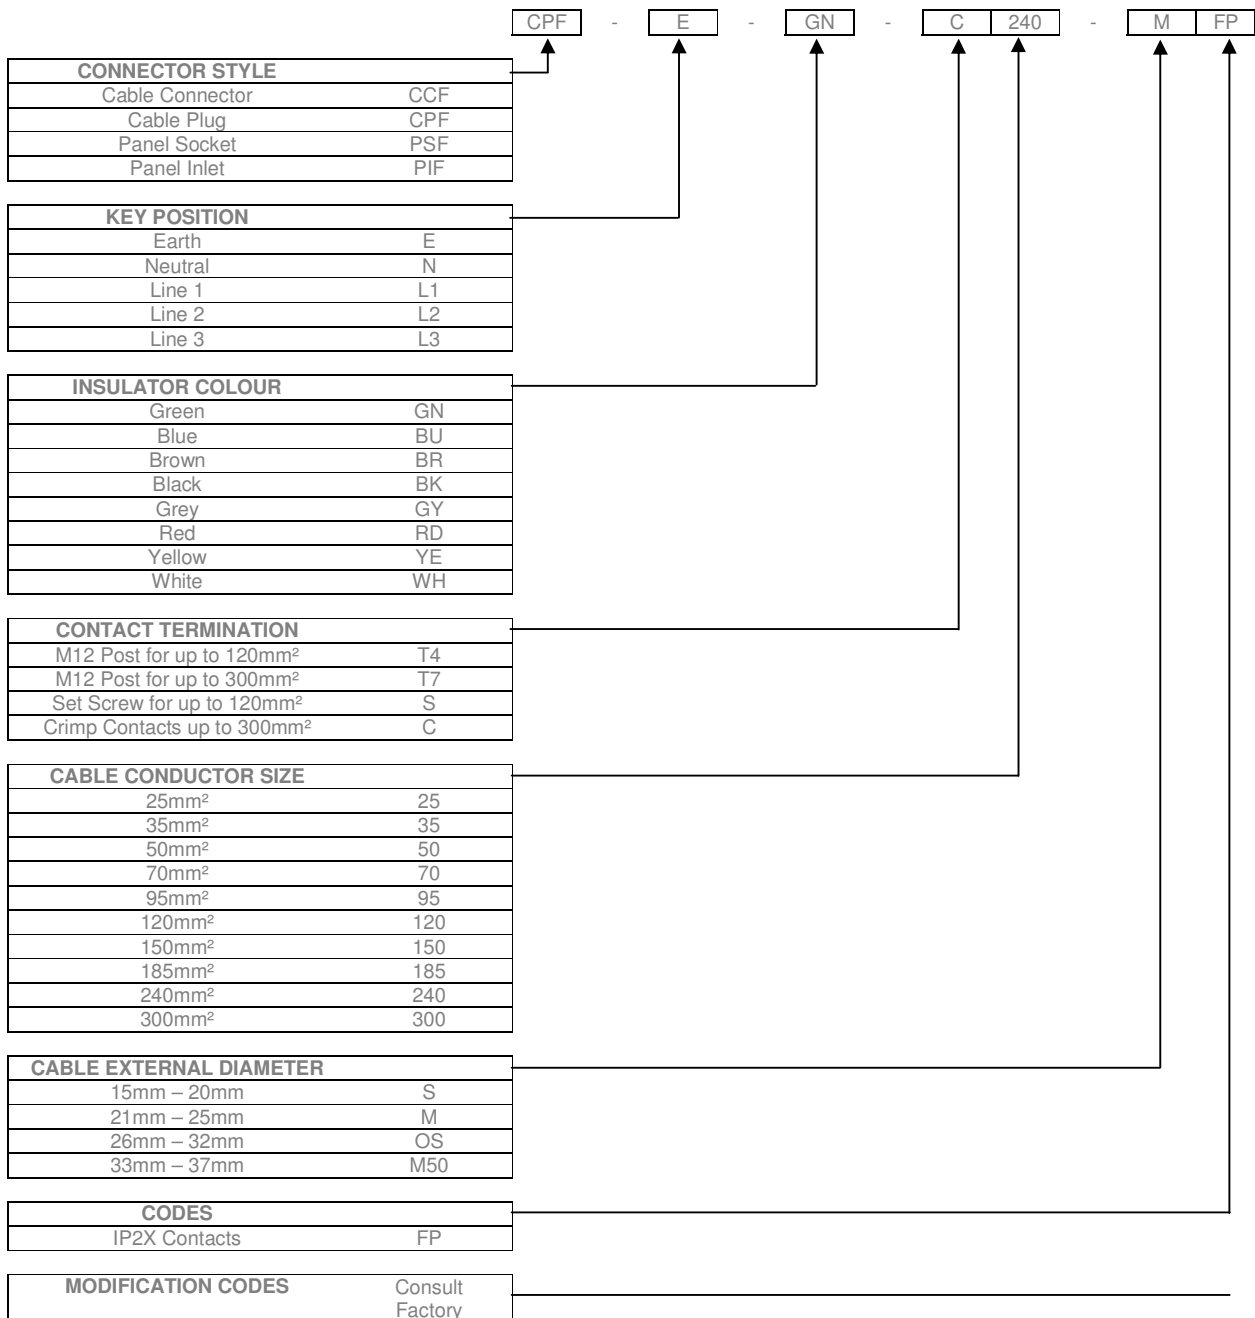 CPF - E - GN - C 240 - M FP
CONNECTOR STYLE
Cable Connector CCF
Cable Plug CPF
Panel Socket PSF
Panel Inlet PIF
KEY POSITION
Earth E
Neutral N
Line 1 L1
Line 2 L2
Line 3 L3
INSULATOR COLOUR
Green GN
Blue BU
Brown BR
Black BK
Grey GY
Red RD
Yellow YE
White WH
CONTACT TERMINATION
M12 Post for up to 120mm² T4
M12 Post for up to 300mm² T7
Set Screw for up to 120mm² S
Crimp Contacts up to 300mm² C
CABLE CONDUCTOR SIZE
25mm² 25
35mm² 35
50mm² 50
70mm² 70
95mm² 95
120mm² 120
150mm² 150
185mm² 185
240mm² 240
300mm² 300
CABLE EXTERNAL DIAMETER
15mm – 20mm S
21mm – 25mm M
26mm – 32mm OS
33mm – 37mm M50
CODES
IP2X Contacts FP
MODIFICATION CODES Consult
Factory